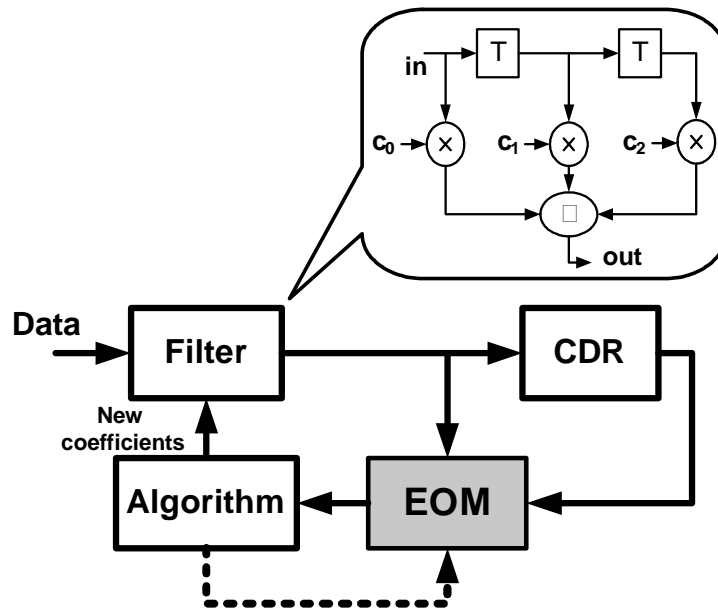 in
T
T
c₀
×
c₁
×
c₂
×
out
Data
Filter
CDR
New
coefficients
Algorithm
EOM